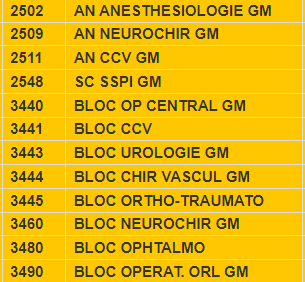 2502 AN ANESTHESIOLOGIE GM
2509 AN NEUROCHIR GM
2511 AN CCV GM
2548 SC SSPI GM
3440 BLOC OP CENTRAL GM
3441 BLOC CCV
3443 BLOC UROLOGIE GM
3444 BLOC CHIR VASCUL GM
3445 BLOC ORTHO-TRAUMATO
3460 BLOC NEUROCHIR GM
3480 BLOC OPHTALMO
3490 BLOC OPERAT. ORL GM